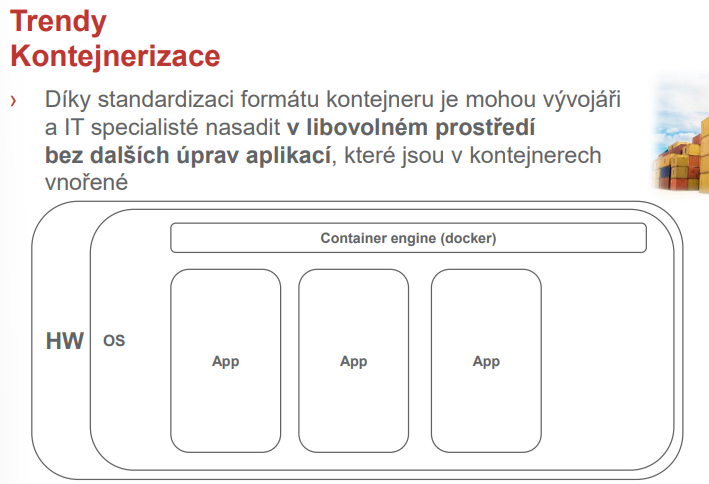 Trendy
Kontejnerizace
› Díky standardizaci formátu kontejneru je mohou vývojáři
a IT specialisté nasadit v libovolném prostředí
bez dalších úprav aplikací, které jsou v kontejnerech
vnořené
Container engine (docker)
HW
OS
App
App
App